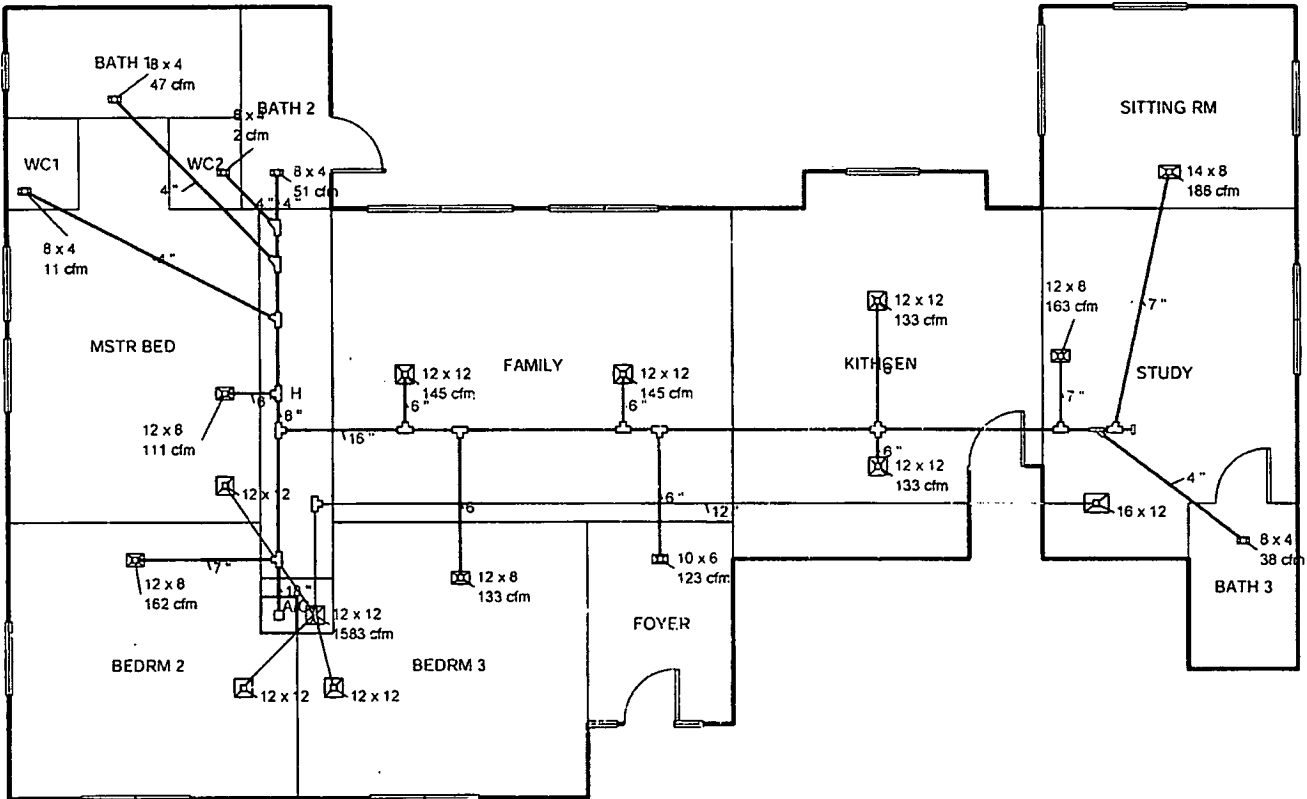 BATH 1 8 x 4
47 cfm
BATH 2
2 cfm
WC1
WC2
8 x 4
51 cfm
4 "
4 "
4 "
8 x 4
11 cfm
4 "
MSTR BED
H
6
8 "
12 x 8
111 cfm
16 "
12 x 12
145 cfm
6 "
FAMILY
12 x 12
145 cfm
6 "
12 x 12
133 cfm
KITHCEN
6 "
12 x 12
133 cfm
SITTING RM
14 x 8
186 cfm
12 x 8
163 cfm
7 "
7 "
STUDY
4 "
12 x 12
6
6 "
12 "
16 x 12
8 x 4
38 cfm
BATH 3
7 "
12 x 8
162 cfm
12 x 8
133 cfm
10 x 6
123 cfm
12 x 12
1583 cfm
FOYER
BEDRM 2
BEDRM 3
12 x 12
12 x 12